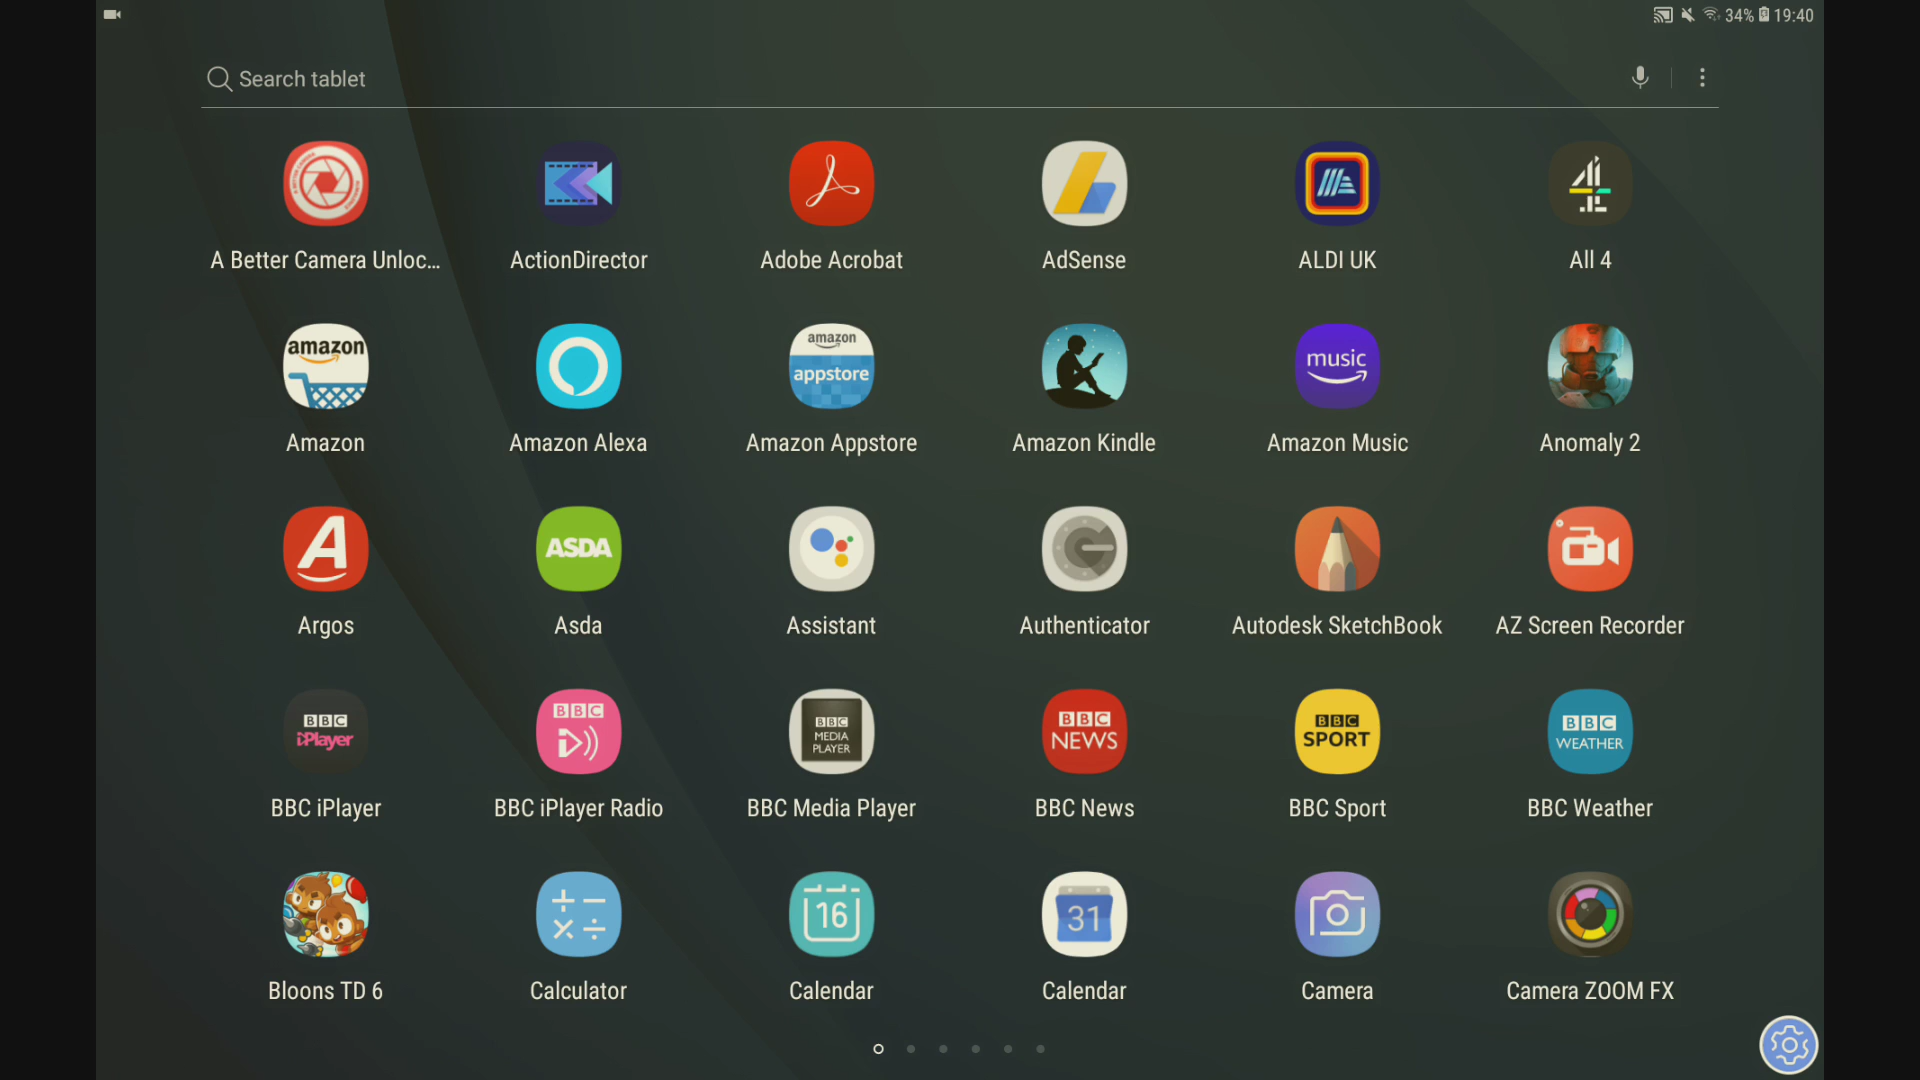 34% 19:40
Search tablet
A Better Camera Unloc...
ActionDirector
Adobe Acrobat
AdSense
ALDI UK
All 4
amazon
amazon
appstore
music
Amazon
Amazon Alexa
Amazon Appstore
Amazon Kindle
Amazon Music
Anomaly 2
A
ASDA
Argos
Asda
Assistant
Authenticator
Autodesk SketchBook
AZ Screen Recorder
BBC
iPlayer
BBC
BBC
MEDIA
PLAYER
BBC
NEWS
BBC
SPORT
BBC
WEATHER
BBC iPlayer
BBC iPlayer Radio
BBC Media Player
BBC News
BBC Sport
BBC Weather
16
31
Bloons TD 6
Calculator
Calendar
Calendar
Camera
Camera ZOOM FX